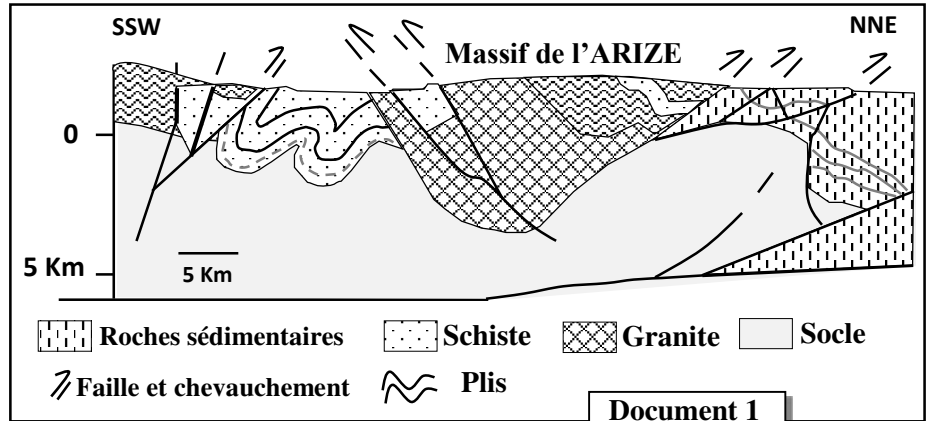 SSW NNE
Massif de l'ARIZE
0
5 Km
5 Km
Roches sédimentaires Schiste Granite Socle
Faille et chevauchement Plis
Document 1